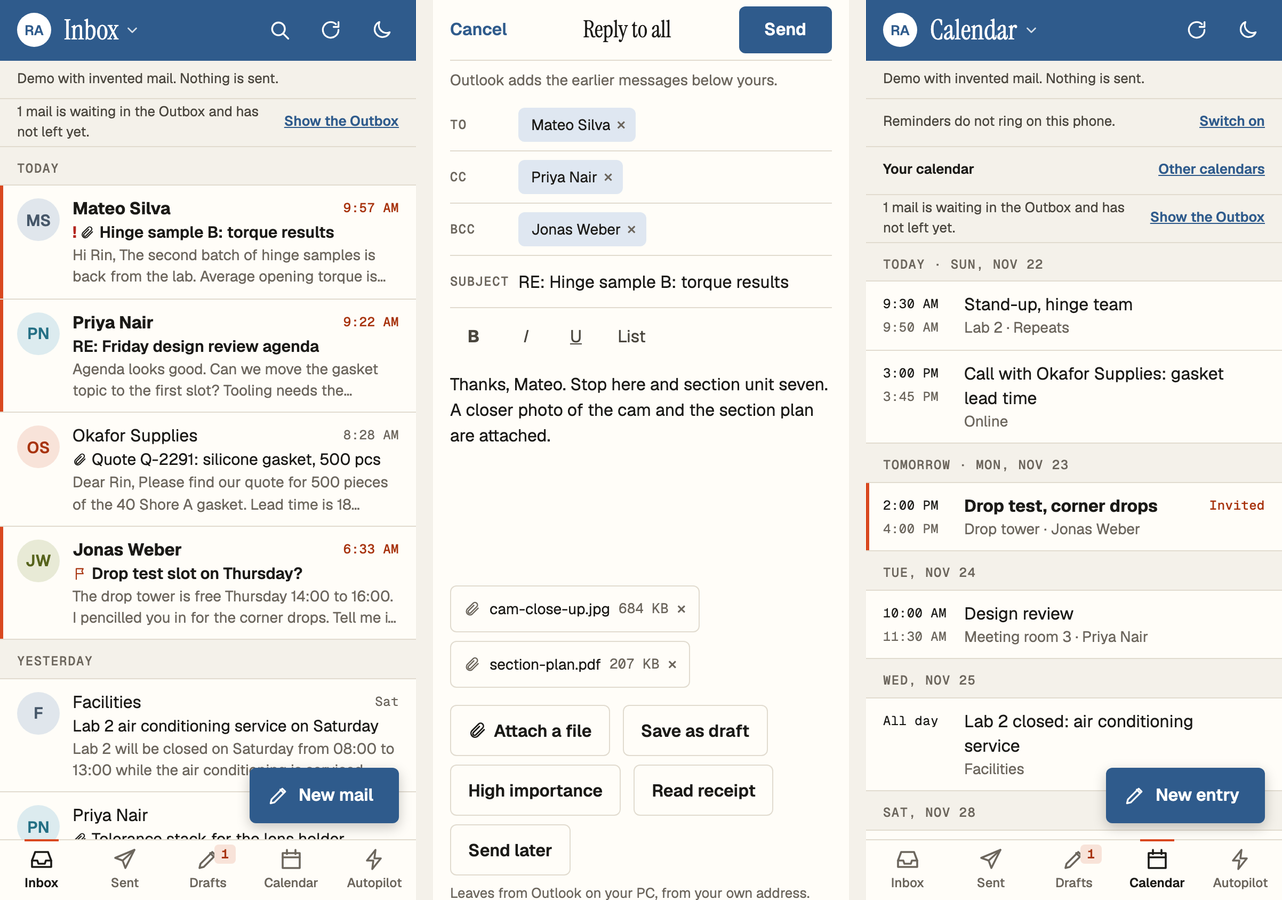 RA Inbox
Demo with invented mail. Nothing is sent.
1 mail is waiting in the Outbox and has
not left yet.
Show the Outbox
TODAY
MS
Mateo Silva 9:57 AM
! Hinge sample B: torque results
Hi Rin, The second batch of hinge samples is
back from the lab. Average opening torque is…
PN
Priya Nair 9:22 AM
RE: Friday design review agenda
Agenda looks good. Can we move the gasket
topic to the first slot? Tooling needs the…
OS
Okafor Supplies 8:28 AM
Quote Q-2291: silicone gasket, 500 pcs
Dear Rin, Please find our quote for 500 pieces
of the 40 Shore A gasket. Lead time is 18…
JW
Jonas Weber 6:33 AM
Drop test slot on Thursday?
The drop tower is free Thursday 14:00 to 16:00.
I pencilled you in for the corner drops. Tell me i…
YESTERDAY
F
Facilities Sat
Lab 2 air conditioning service on Saturday
Lab 2 will be closed on Saturday from 08:00 to
13:00 while the air conditioning is serviced.
New mail
PN
Priya Nair
Tolerance stack for the lens holder
Inbox Sent Drafts 1 Calendar Autopilot
Cancel Reply to all Send
Outlook adds the earlier messages below yours.
TO Mateo Silva ×
CC Priya Nair ×
BCC Jonas Weber ×
SUBJECT RE: Hinge sample B: torque results
B I U List
Thanks, Mateo. Stop here and section unit seven.
A closer photo of the cam and the section plan
are attached.
cam-close-up.jpg 684 KB ×
section-plan.pdf 207 KB ×
Attach a file Save as draft
High importance Read receipt
Send later
Leaves from Outlook on your PC, from your own address.
RA Calendar
Demo with invented mail. Nothing is sent.
Reminders do not ring on this phone. Switch on
Your calendar Other calendars
1 mail is waiting in the Outbox and has
not left yet.
Show the Outbox
TODAY · SUN, NOV 22
9:30 AM Stand-up, hinge team
9:50 AM Lab 2 · Repeats
3:00 PM Call with Okafor Supplies: gasket
3:45 PM lead time
Online
TOMORROW · MON, NOV 23
2:00 PM Drop test, corner drops Invited
4:00 PM Drop tower · Jonas Weber
TUE, NOV 24
10:00 AM Design review
11:30 AM Meeting room 3 · Priya Nair
WED, NOV 25
All day Lab 2 closed: air conditioning
service
Facilities
New entry
SAT, NOV 28
Inbox Sent Drafts 1 Calendar Autopilot